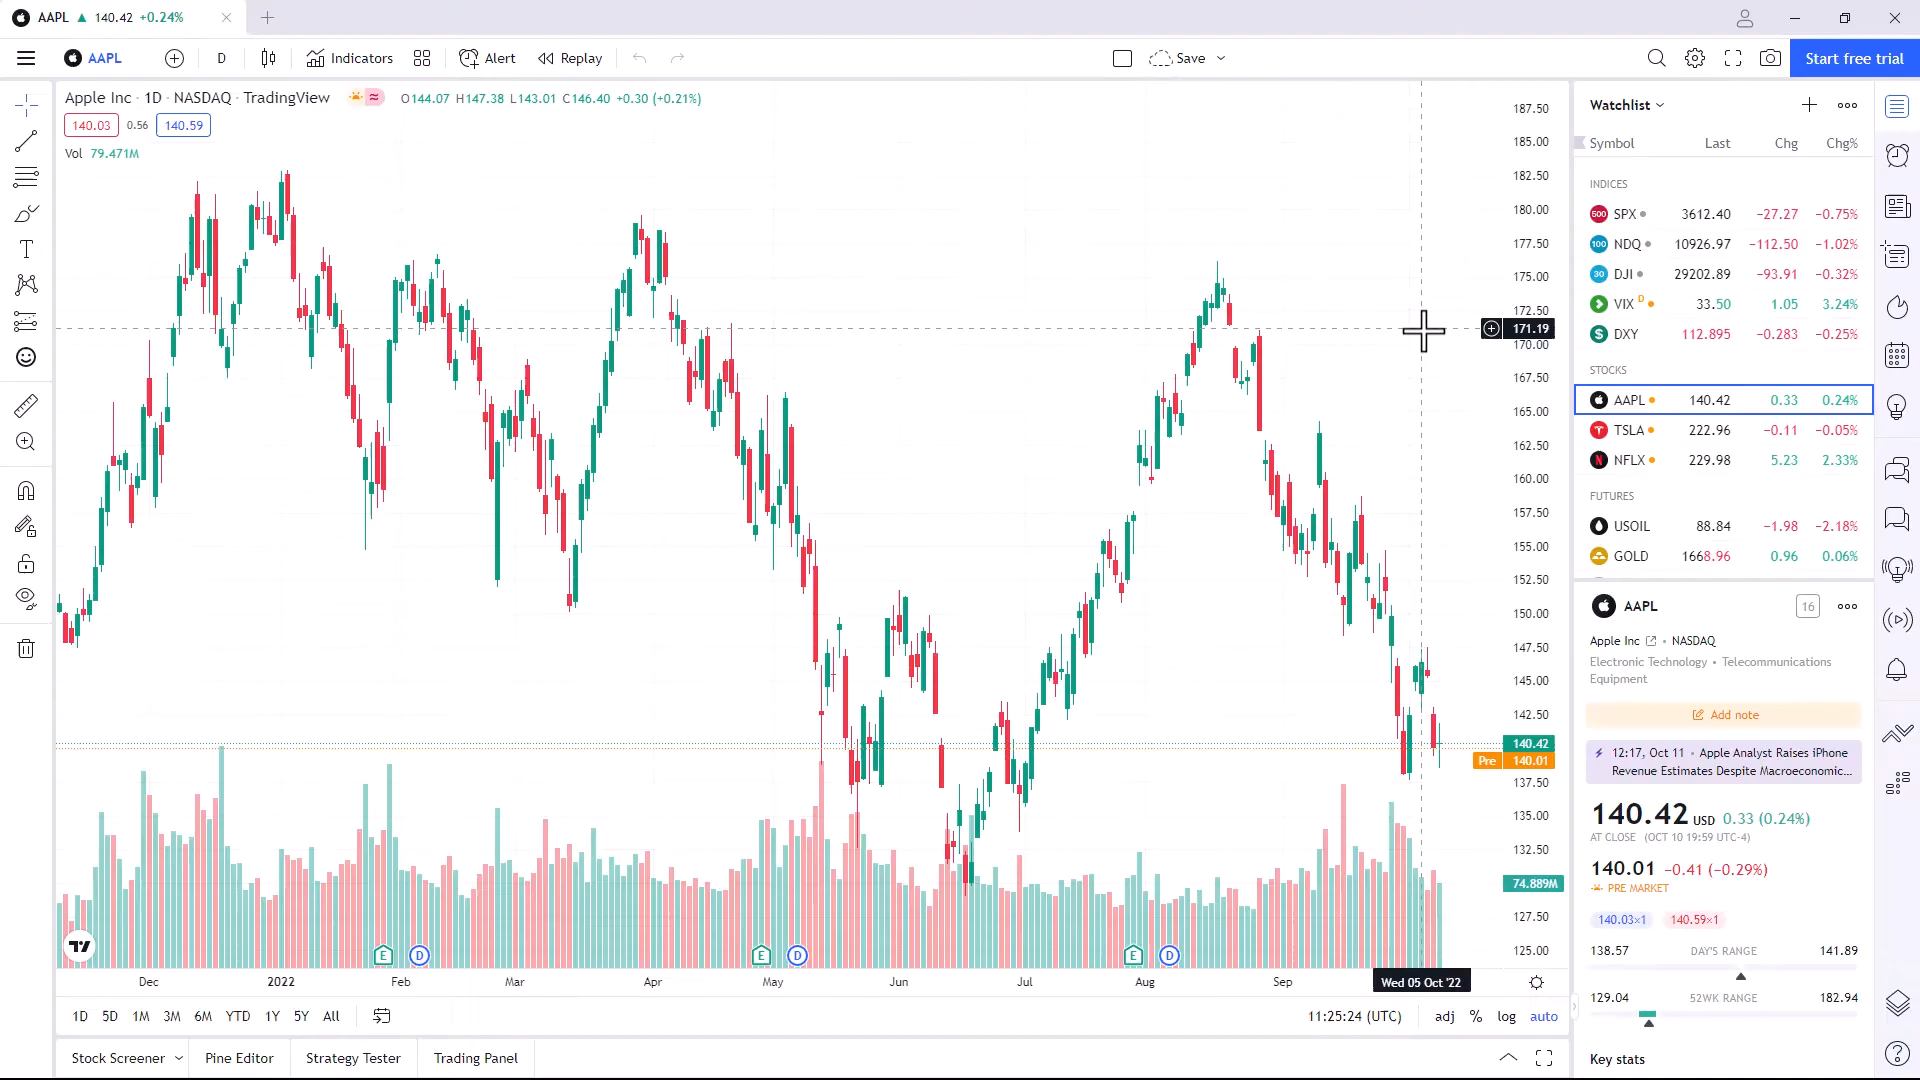 AAPL ▲ 140.42 +0.24%
AAPL D Indicators Alert Replay Save Start free trial
Apple Inc · 1D · NASDAQ · TradingView O144.07 H147.38 L143.01 C146.40 +0.30 (+0.21%)
140.03 0.56 140.59
Vol 79.471M
187.50
185.00
182.50
180.00
177.50
175.00
172.50
171.19
170.00
167.50
165.00
162.50
160.00
157.50
155.00
152.50
150.00
147.50
145.00
142.50
140.42
Pre 140.01
137.50
135.00
132.50
74.889M
127.50
125.00
E D E D E D
Dec 2022 Feb Mar Apr May Jun Jul Aug Sep Wed 05 Oct '22
1D 5D 1M 3M 6M YTD 1Y 5Y All 11:25:24 (UTC) adj % log auto
Stock Screener Pine Editor Strategy Tester Trading Panel
Watchlist
Symbol Last Chg Chg%
INDICES
500 SPX 3612.40 −27.27 −0.75%
100 NDQ 10926.97 −112.50 −1.02%
30 DJI 29202.89 −93.91 −0.32%
VIX D 33.50 1.05 3.24%
$ DXY 112.895 −0.283 −0.25%
STOCKS
AAPL 140.42 0.33 0.24%
TSLA 222.96 −0.11 −0.05%
N NFLX 229.98 5.23 2.33%
FUTURES
USOIL 88.84 −1.98 −2.18%
GOLD 1668.96 0.96 0.06%
AAPL 16
Apple Inc • NASDAQ
Electronic Technology • Telecommunications
Equipment
Add note
12:17, Oct 11 • Apple Analyst Raises iPhone
Revenue Estimates Despite Macroeconomic...
140.42 USD 0.33 (0.24%)
AT CLOSE (OCT 10 19:59 UTC-4)
140.01 −0.41 (−0.29%)
PRE MARKET
140.03×1 140.59×1
138.57 DAY'S RANGE 141.89
129.04 52WK RANGE 182.94
Key stats